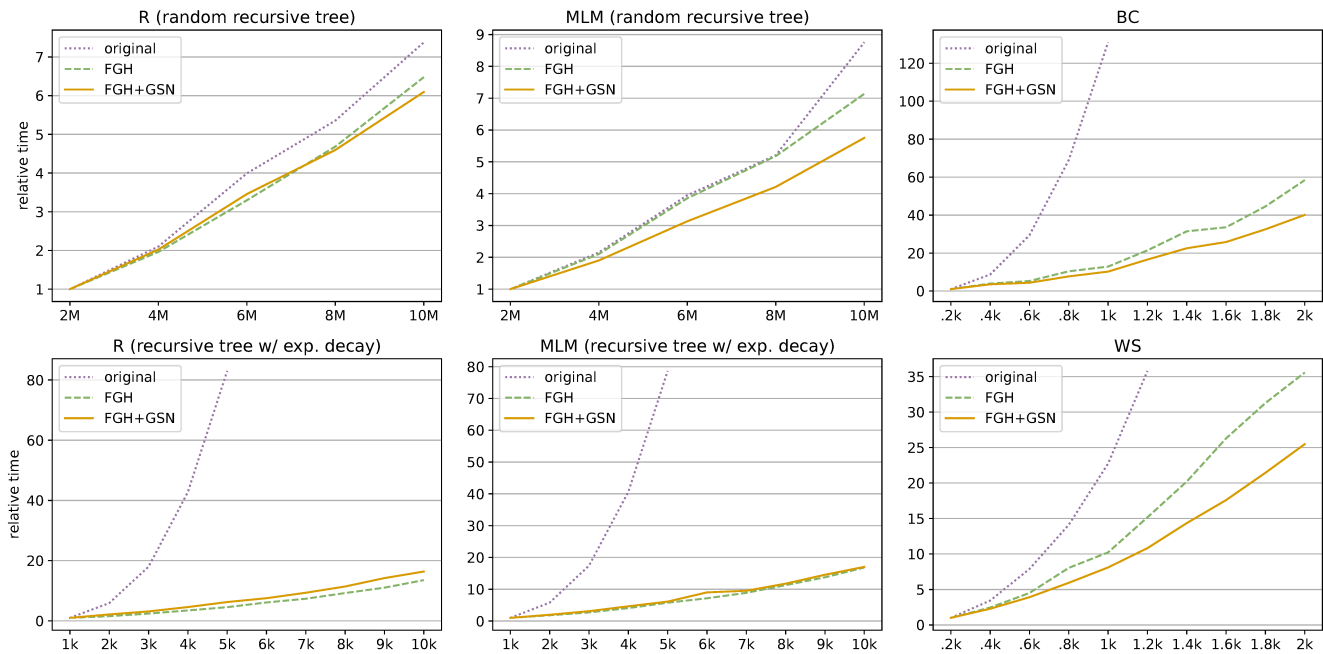 R (random recursive tree)
relative time
7
6
5
4
3
2
1
original
FGH
FGH+GSN
2M 4M 6M 8M 10M
MLM (random recursive tree)
9
8
7
6
5
4
3
2
1
original
FGH
FGH+GSN
2M 4M 6M 8M 10M
BC
120
100
80
60
40
20
0
original
FGH
FGH+GSN
.2k .4k .6k .8k 1k 1.2k 1.4k 1.6k 1.8k 2k
R (recursive tree w/ exp. decay)
relative time
80
60
40
20
0
original
FGH
FGH+GSN
1k 2k 3k 4k 5k 6k 7k 8k 9k 10k
MLM (recursive tree w/ exp. decay)
80
70
60
50
40
30
20
10
0
original
FGH
FGH+GSN
1k 2k 3k 4k 5k 6k 7k 8k 9k 10k
WS
35
30
25
20
15
10
5
0
original
FGH
FGH+GSN
.2k .4k .6k .8k 1k 1.2k 1.4k 1.6k 1.8k 2k